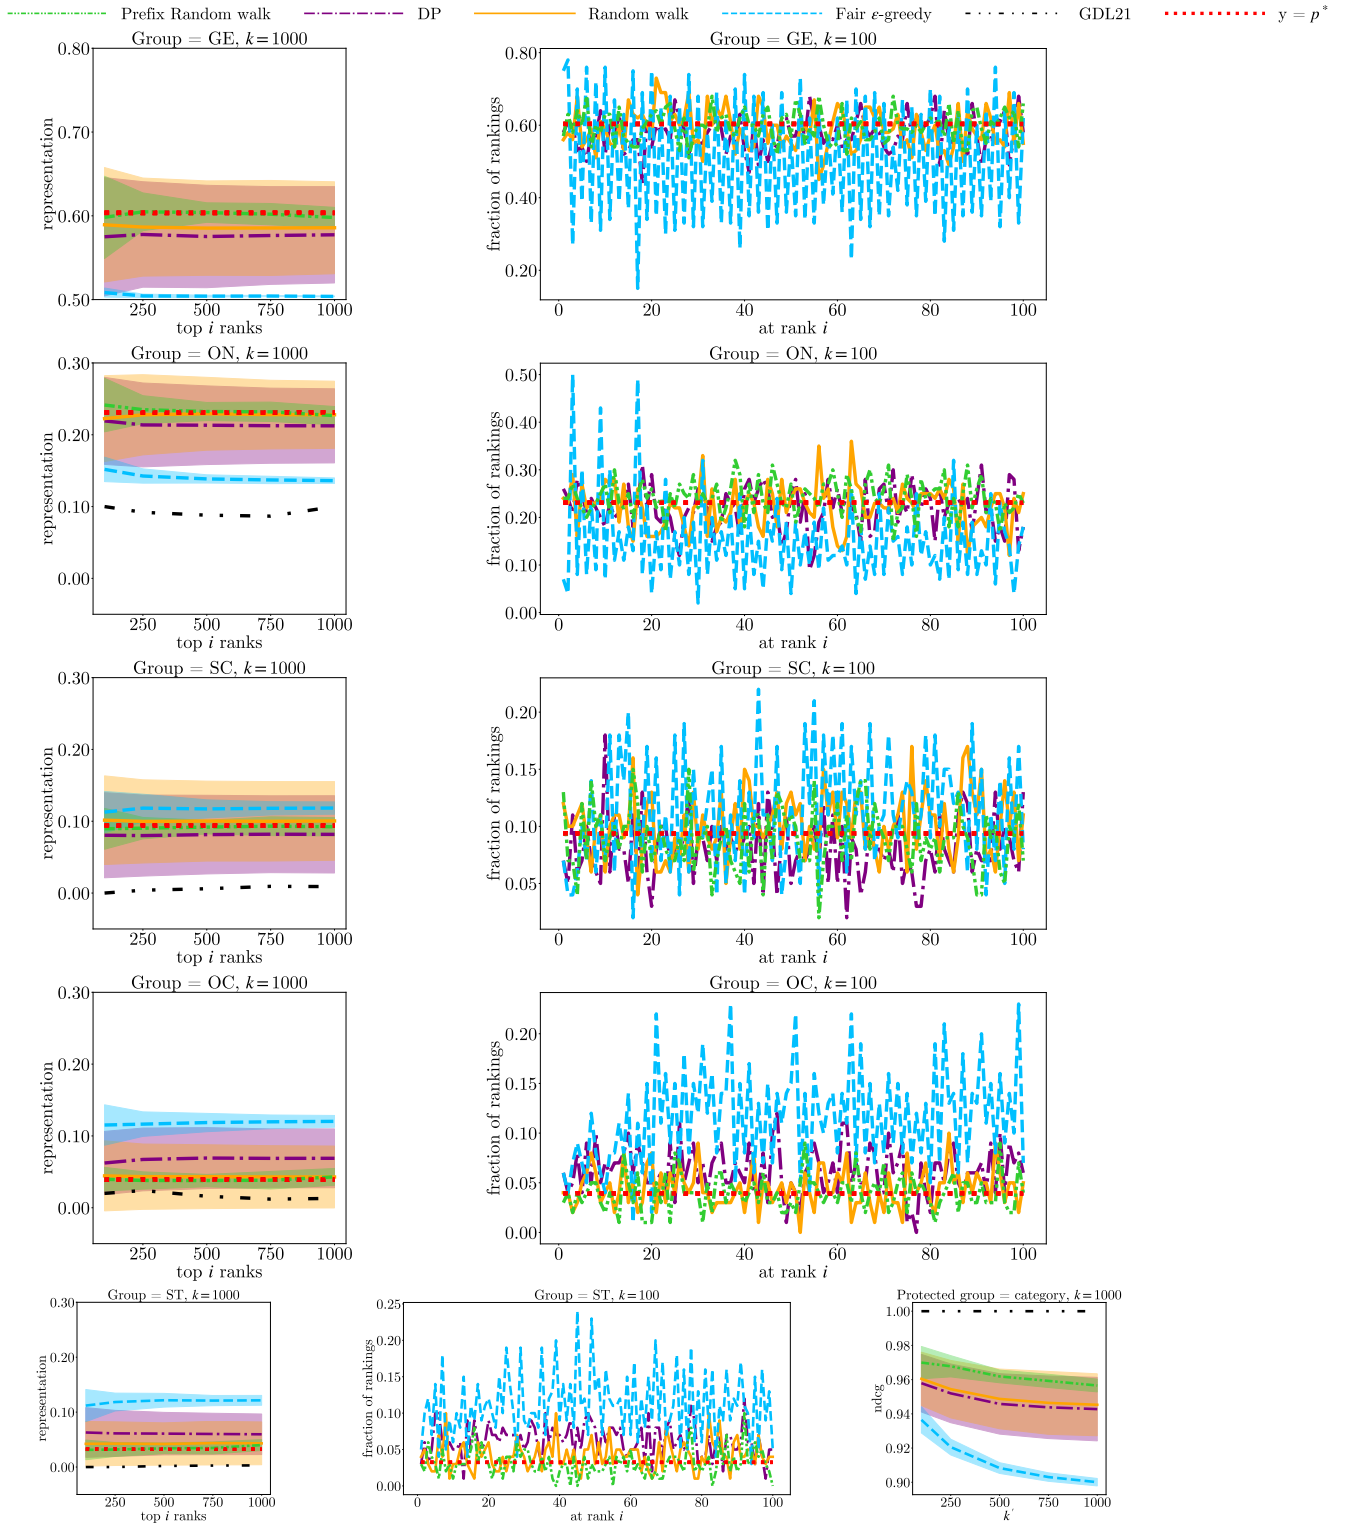 Prefix Random walk DP Random walk Fair ε-greedy GDL21 y = p*
Group = GE, k = 1000
0.80
0.70
0.60
0.50
representation
250 500 750 1000
top i ranks
Group = GE, k = 100
0.80
0.60
0.40
0.20
fraction of rankings
0 20 40 60 80 100
at rank i
Group = ON, k = 1000
0.30
0.20
0.10
0.00
representation
250 500 750 1000
top i ranks
Group = ON, k = 100
0.50
0.40
0.30
0.20
0.10
0.00
fraction of rankings
0 20 40 60 80 100
at rank i
Group = SC, k = 1000
0.30
0.20
0.10
0.00
representation
250 500 750 1000
top i ranks
Group = SC, k = 100
0.20
0.15
0.10
0.05
fraction of rankings
0 20 40 60 80 100
at rank i
Group = OC, k = 1000
0.30
0.20
0.10
0.00
representation
250 500 750 1000
top i ranks
Group = OC, k = 100
0.20
0.15
0.10
0.05
0.00
fraction of rankings
0 20 40 60 80 100
at rank i
Group = ST, k = 1000
0.30
0.20
0.10
0.00
representation
250 500 750 1000
top i ranks
Group = ST, k = 100
0.25
0.20
0.15
0.10
0.05
0.00
fraction of rankings
0 20 40 60 80 100
at rank i
Protected group = category, k = 1000
1.00
0.98
0.96
0.94
0.92
0.90
ndcg
250 500 750 1000
k'